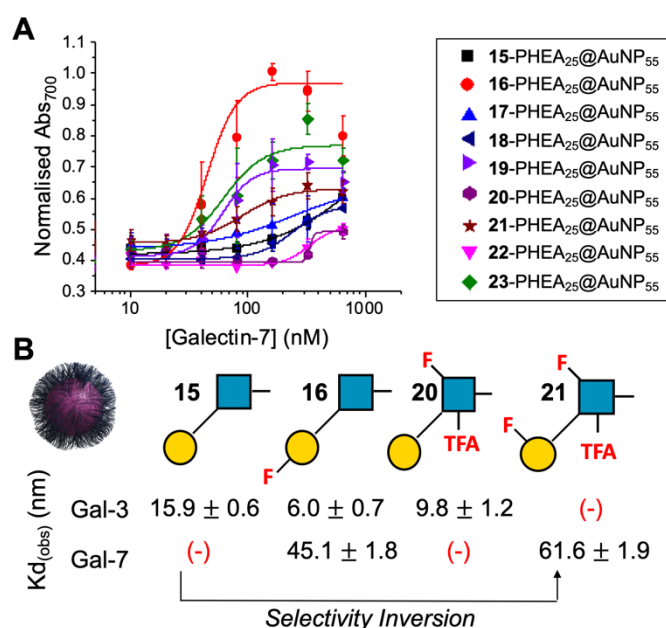 A
Normalised Abs700
1.1
1.0
0.9
0.8
0.7
0.6
0.5
0.4
0.3
10
100
1000
[Galectin-7] (nM)
15-PHEA25@AuNP55
16-PHEA25@AuNP55
17-PHEA25@AuNP55
18-PHEA25@AuNP55
19-PHEA25@AuNP55
20-PHEA25@AuNP55
21-PHEA25@AuNP55
22-PHEA25@AuNP55
23-PHEA25@AuNP55
B
15
16
F
20
F
TFA
21
F
F
TFA
Kd(obs) (nm)
Gal-3 15.9 ± 0.6 6.0 ± 0.7 9.8 ± 1.2 (-)
Gal-7 (-) 45.1 ± 1.8 (-) 61.6 ± 1.9
Selectivity Inversion